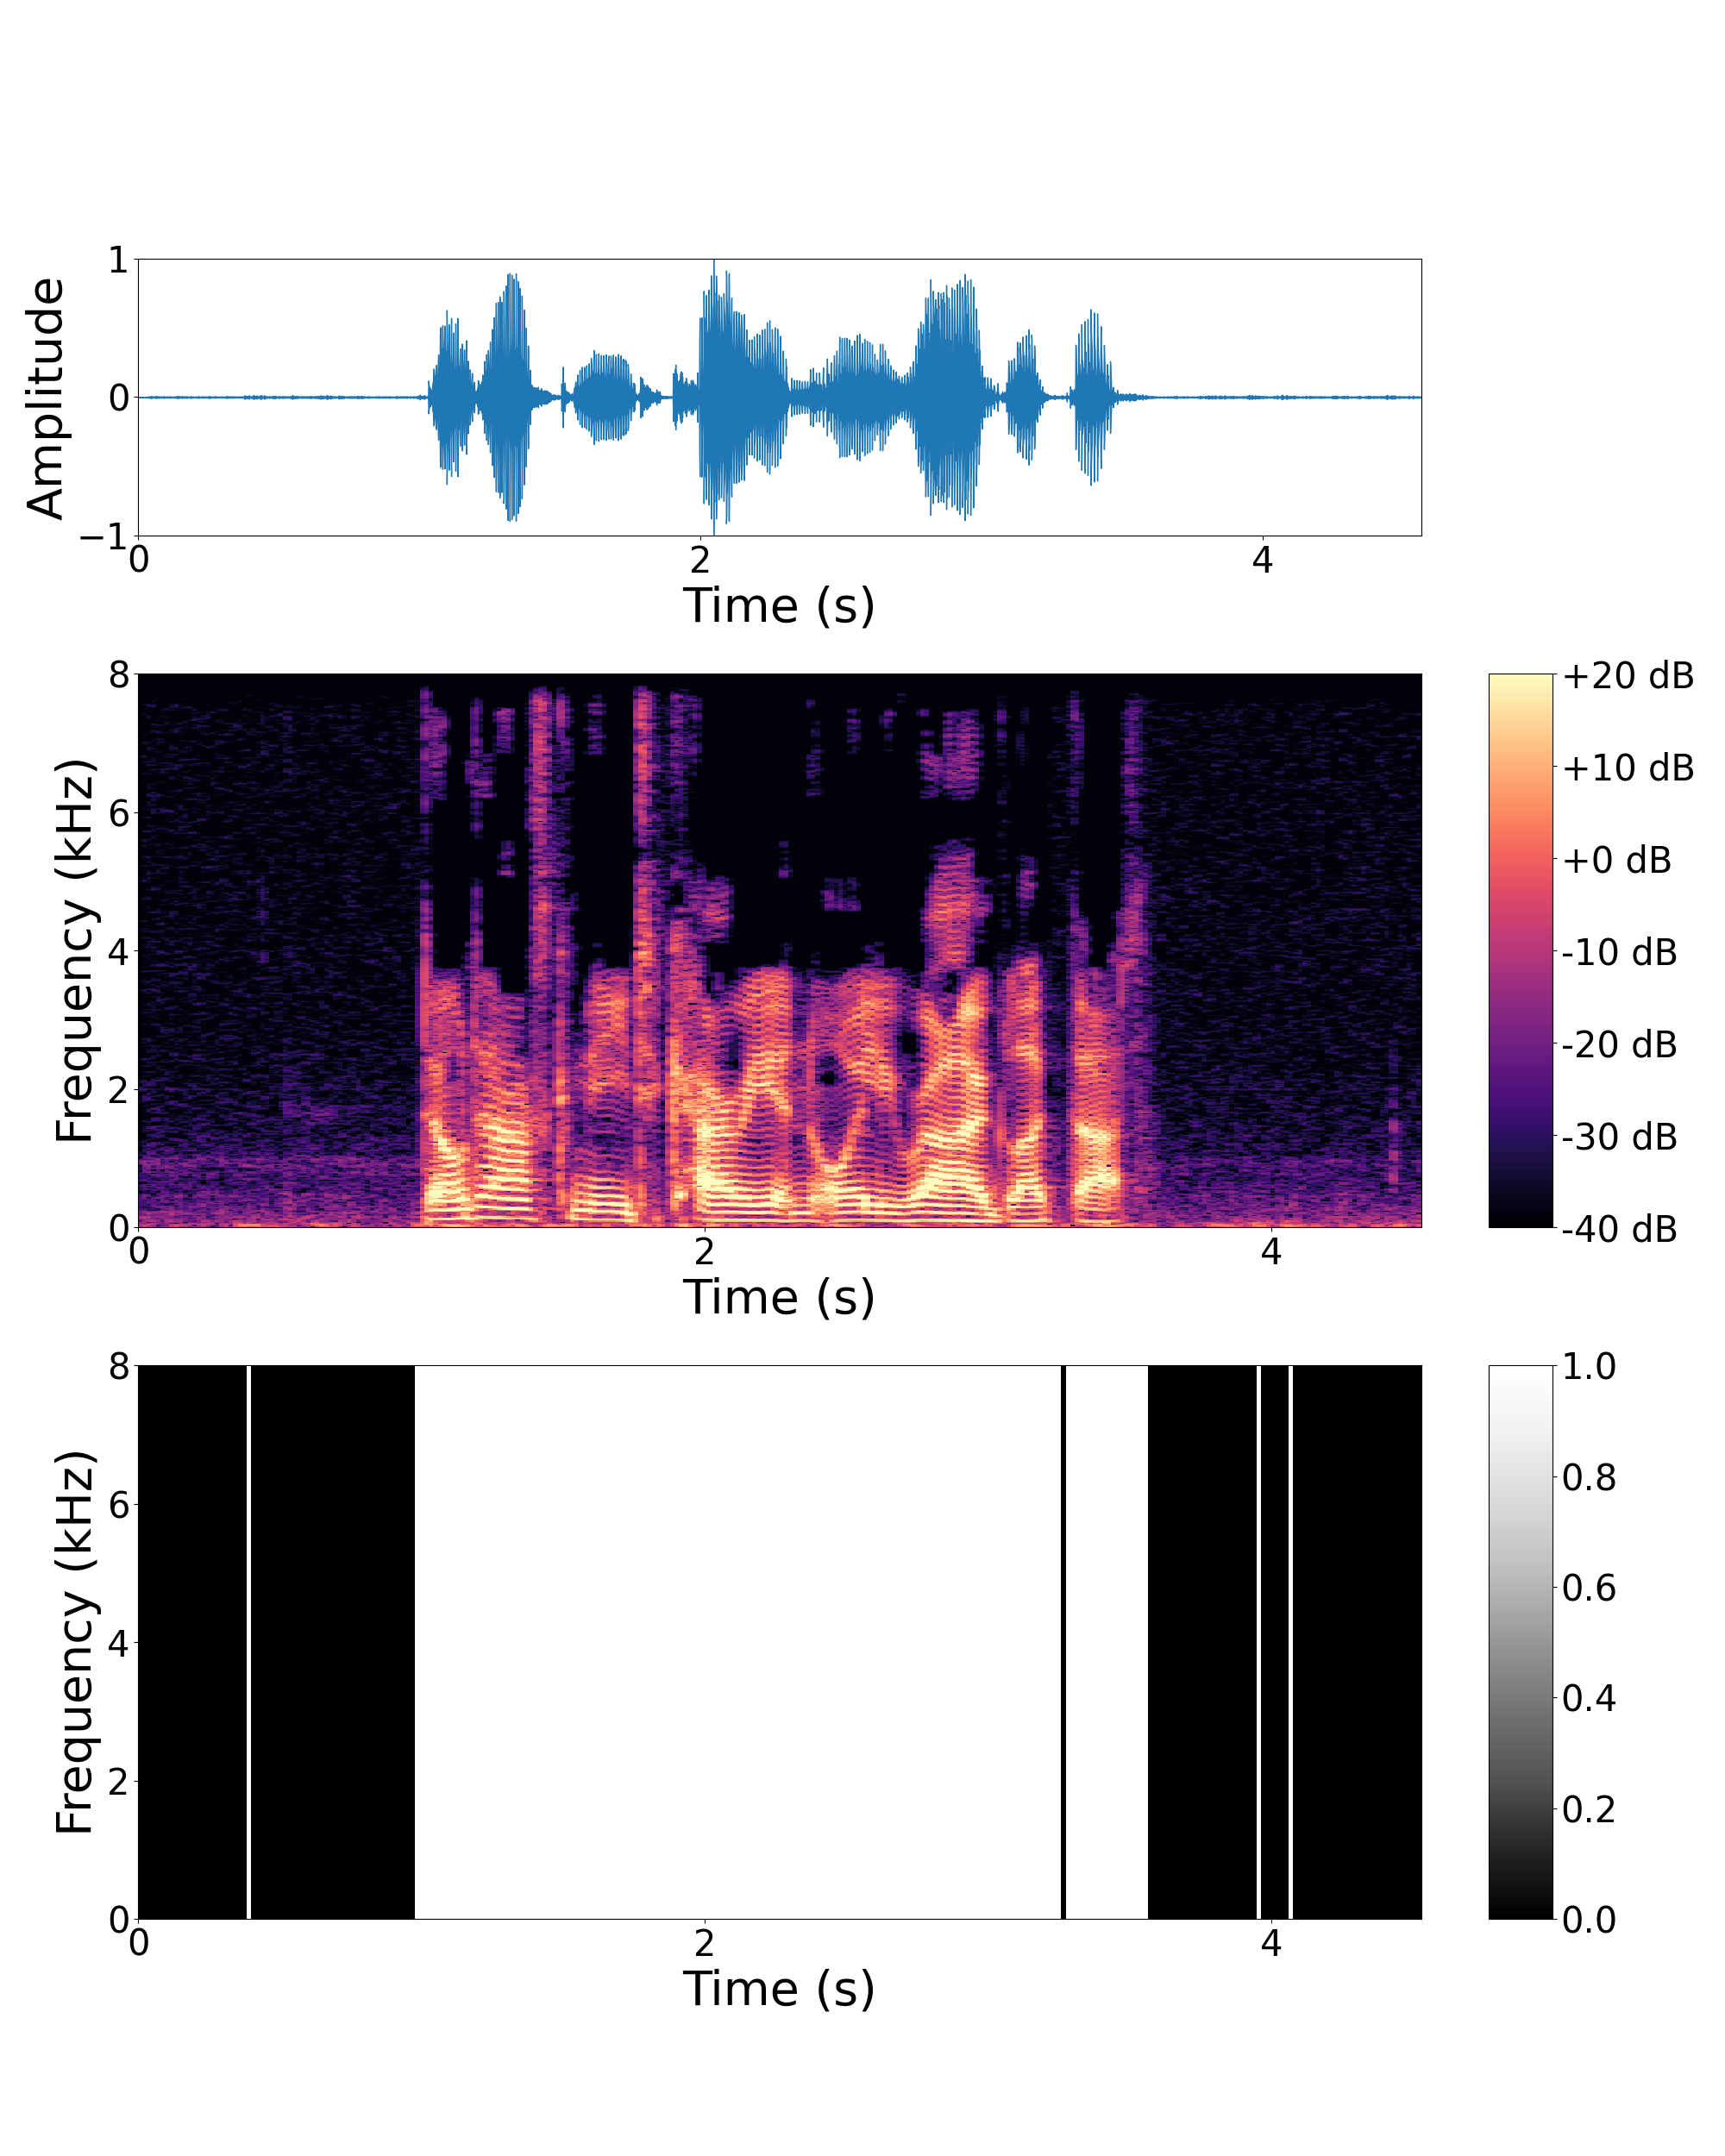 Amplitude
1
0
−1
0 2 4
Time (s)
Frequency (kHz)
8
6
4
2
0
0 2 4
Time (s)
+20 dB
+10 dB
+0 dB
-10 dB
-20 dB
-30 dB
-40 dB
Frequency (kHz)
8
6
4
2
0
0 2 4
Time (s)
1.0
0.8
0.6
0.4
0.2
0.0